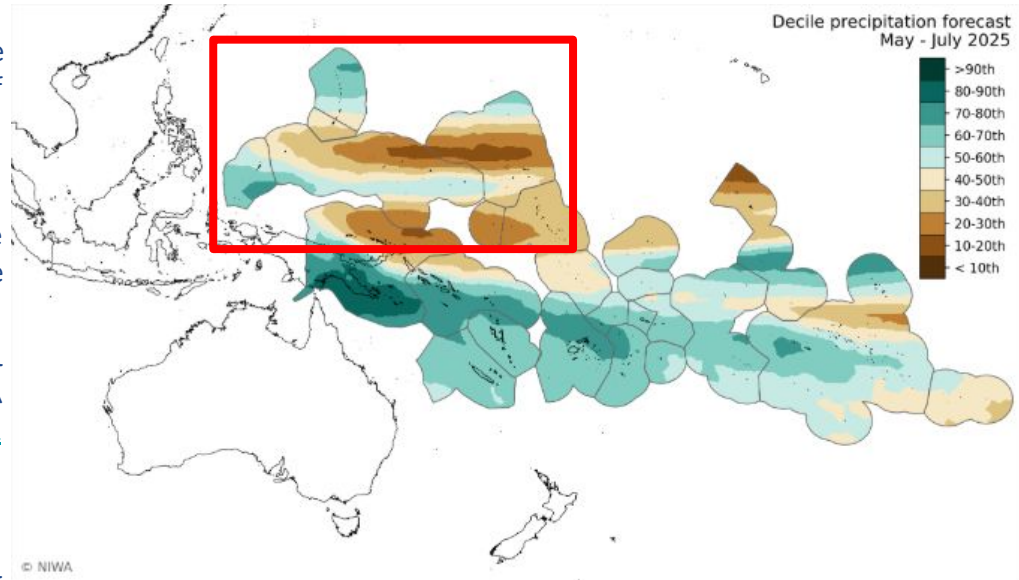 Decile precipitation forecast
May - July 2025
>90th
80-90th
70-80th
60-70th
50-60th
40-50th
30-40th
20-30th
10-20th
< 10th
© NIWA